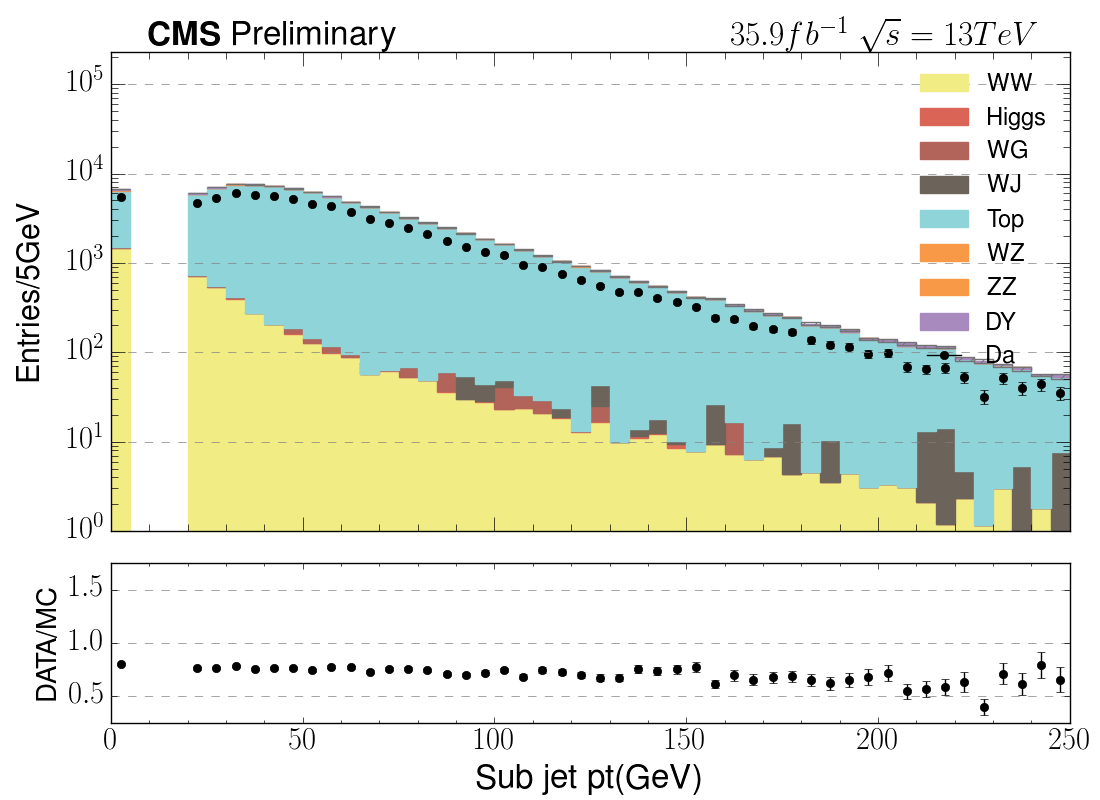 CMS Preliminary 35.9fb⁻¹ √s = 13TeV
Entries/5GeV
10⁵
10⁴
10³
10²
10¹
10⁰
WW
Higgs
WG
WJ
Top
WZ
ZZ
DY
Da
DATA/MC
1.5
1.0
0.5
0 50 100 150 200 250
Sub jet pt(GeV)